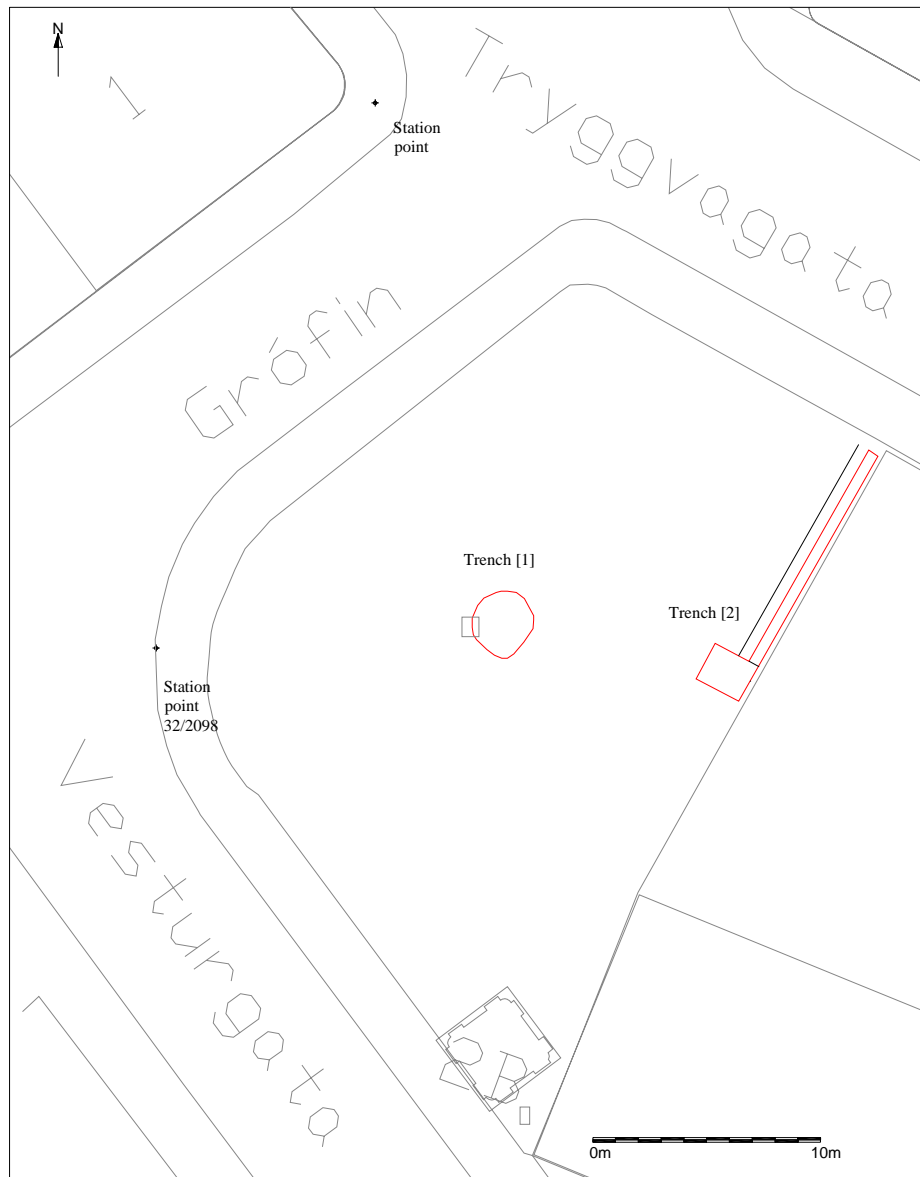 N
1
Station
point
Tryggvagata
Grófin
Trench [1]
Trench [2]
Station
point
32/2098
Vesturgata
0m
10m